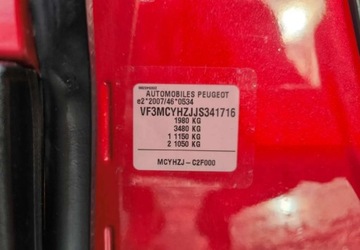 AUTOMOBILES PEUGEOT
e2*2007/46*0534
VF3MCYHZJJS341716
1980 KG
3480 KG
1 1150 KG
2 1050 KG
MCYHZJ-C2F000